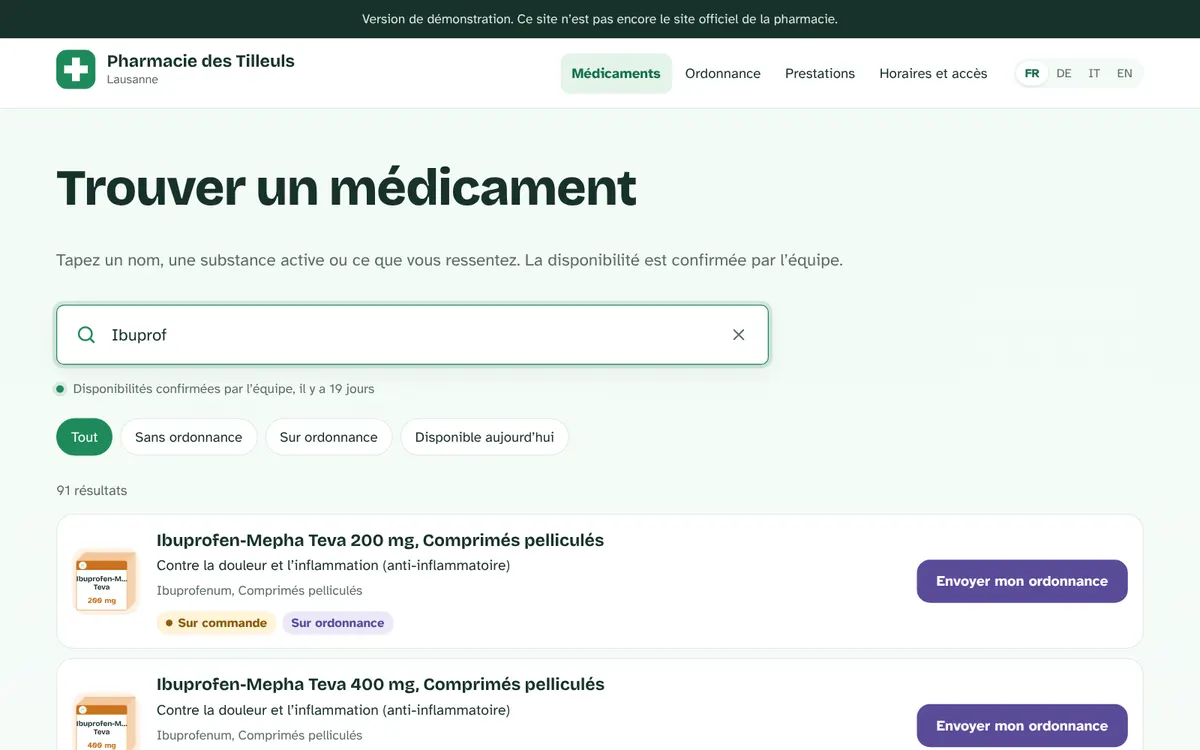 Version de démonstration. Ce site n’est pas encore le site officiel de la pharmacie.
Pharmacie des Tilleuls
Lausanne
Médicaments Ordonnance Prestations Horaires et accès FR DE IT EN
Trouver un médicament
Tapez un nom, une substance active ou ce que vous ressentez. La disponibilité est confirmée par l’équipe.
Ibuprof
Disponibilités confirmées par l’équipe, il y a 19 jours
Tout Sans ordonnance Sur ordonnance Disponible aujourd’hui
91 résultats
Ibuprofen-M...
Teva
200 mg
Ibuprofen-Mepha Teva 200 mg, Comprimés pelliculés
Contre la douleur et l’inflammation (anti-inflammatoire)
Ibuprofenum, Comprimés pelliculés
Sur commande Sur ordonnance
Envoyer mon ordonnance
Ibuprofen-M...
Teva
400 mg
Ibuprofen-Mepha Teva 400 mg, Comprimés pelliculés
Contre la douleur et l’inflammation (anti-inflammatoire)
Ibuprofenum, Comprimés pelliculés
Envoyer mon ordonnance